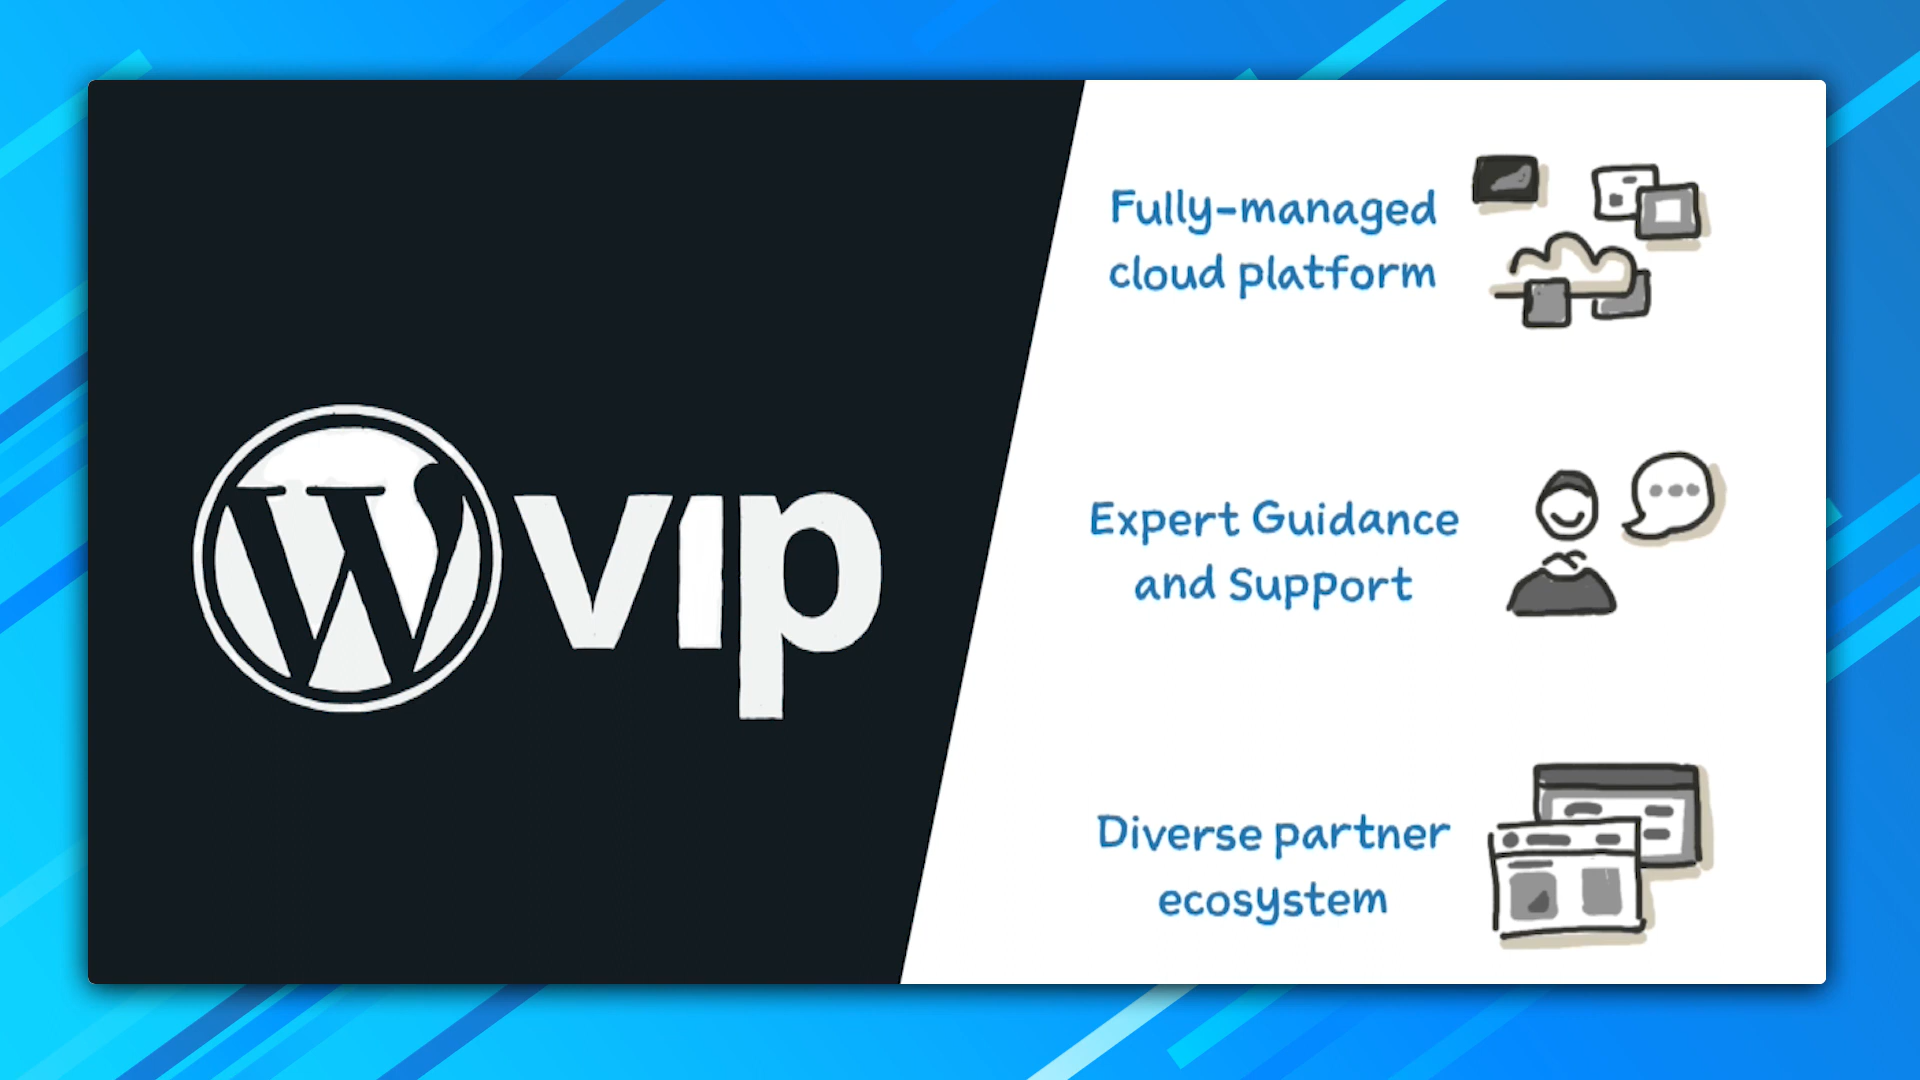 W vip
Fully-managed
cloud platform
Expert Guidance
and Support
Diverse partner
ecosystem